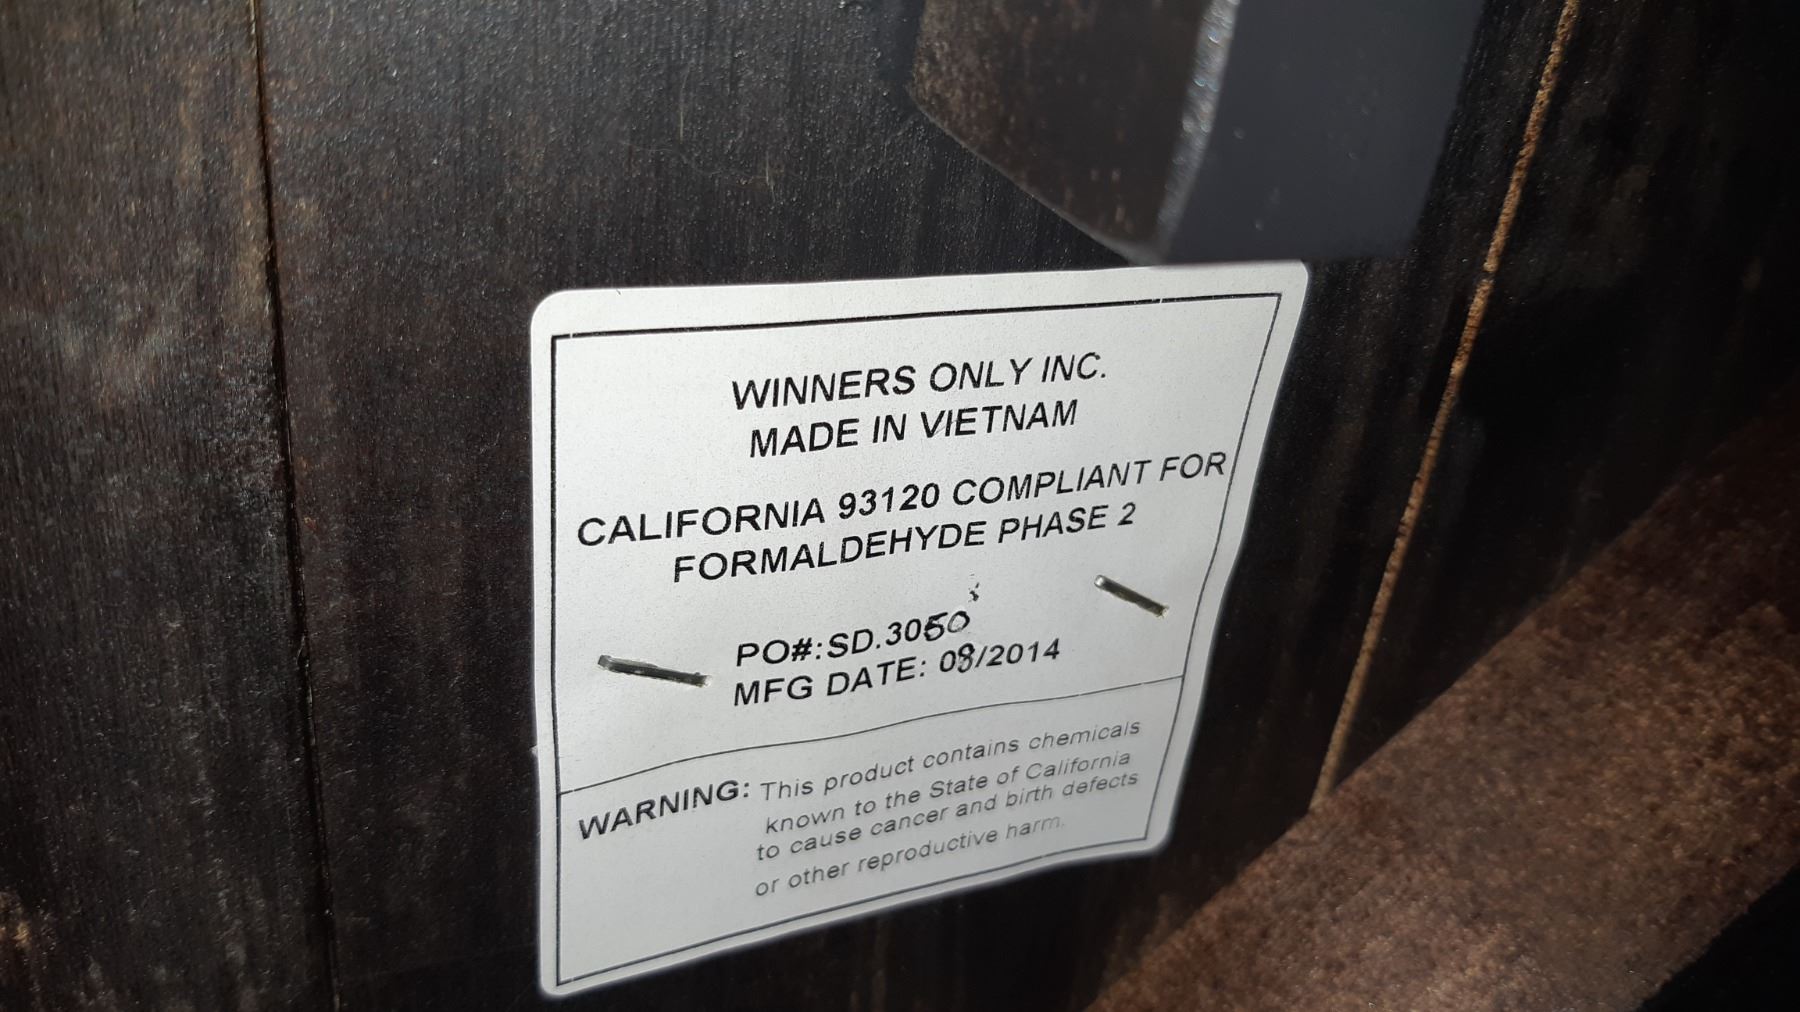 WINNERS ONLY INC.
MADE IN VIETNAM
CALIFORNIA 93120 COMPLIANT FOR
FORMALDEHYDE PHASE 2
PO#:SD.3050
MFG DATE: 08/2014
WARNING: This product contains chemicals
known to the State of California
to cause cancer and birth defects
or other reproductive harm.